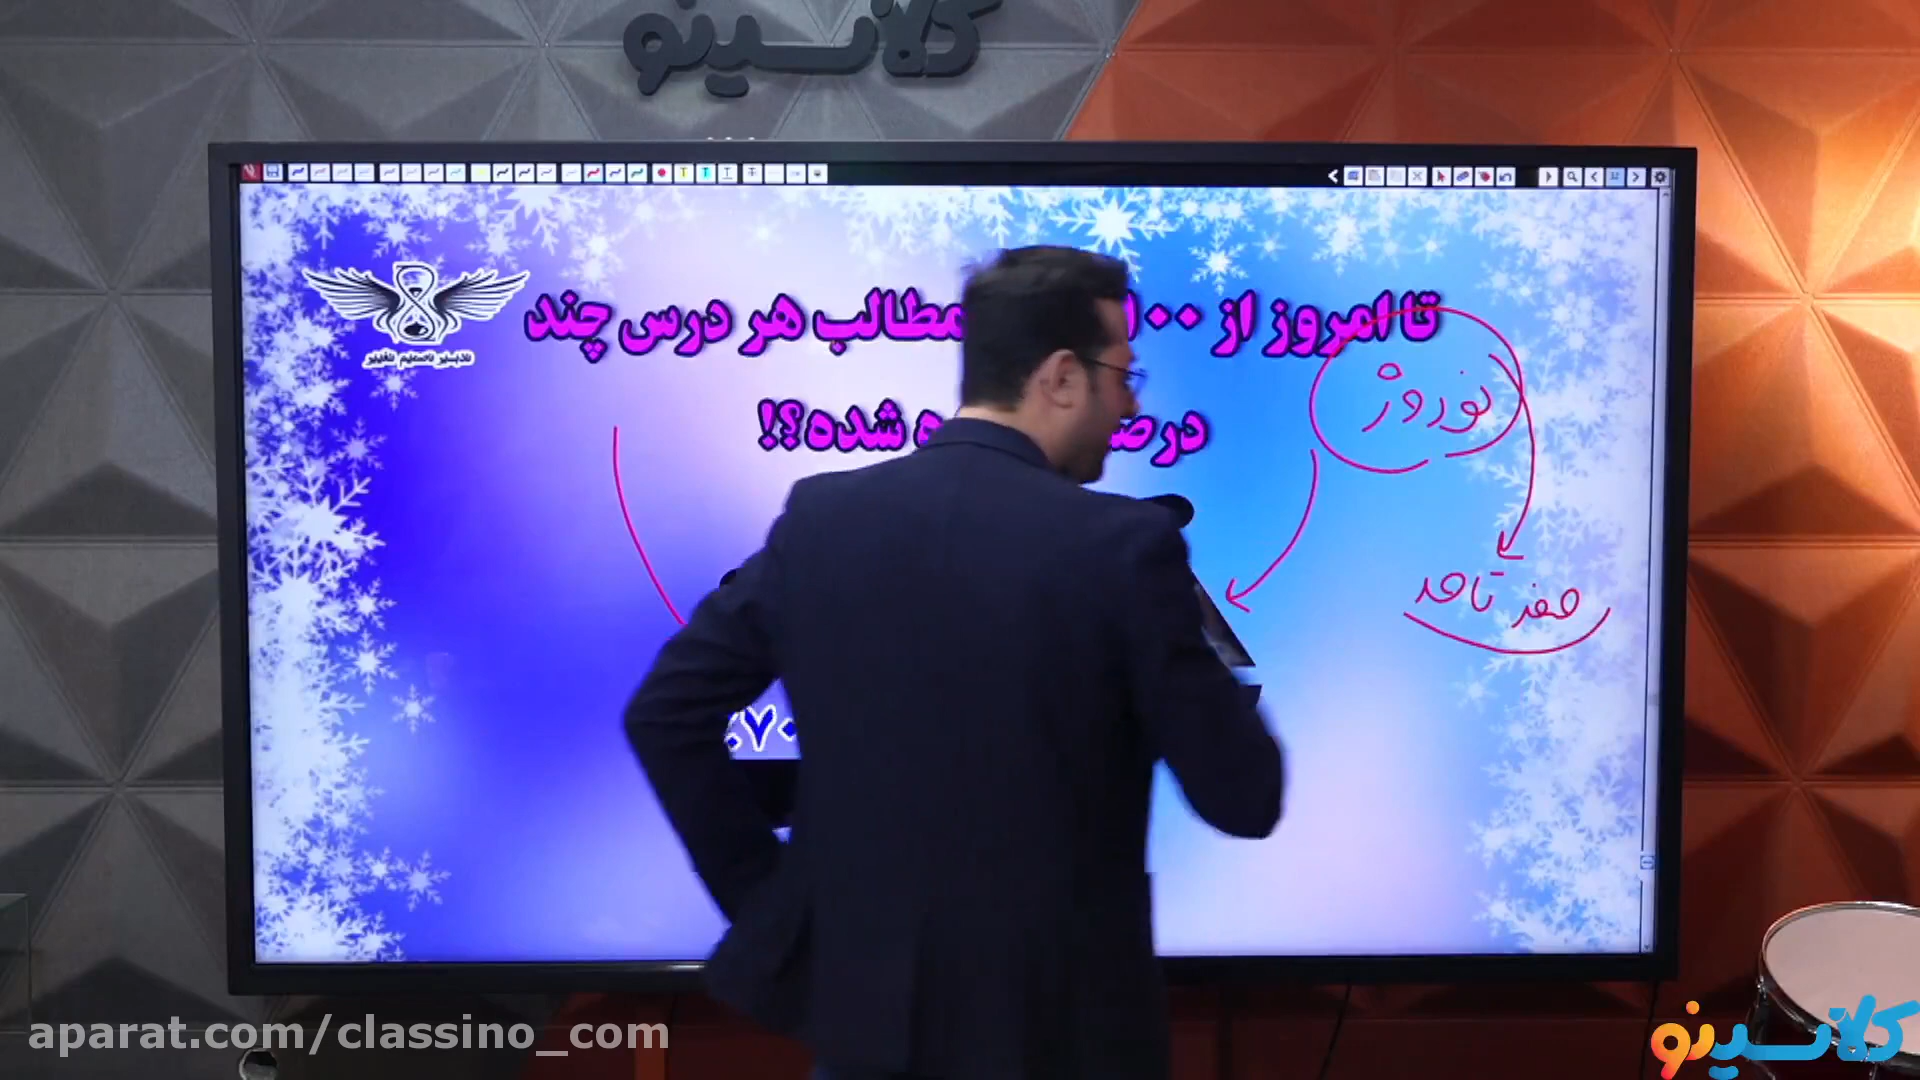 کلاسینو
تا امروز از ۱۰۰ مطالب هر درس چند
شده؟!
نوروز
صفر تا صد
٪۷۰
aparat.com/classino_com
کلاسینو